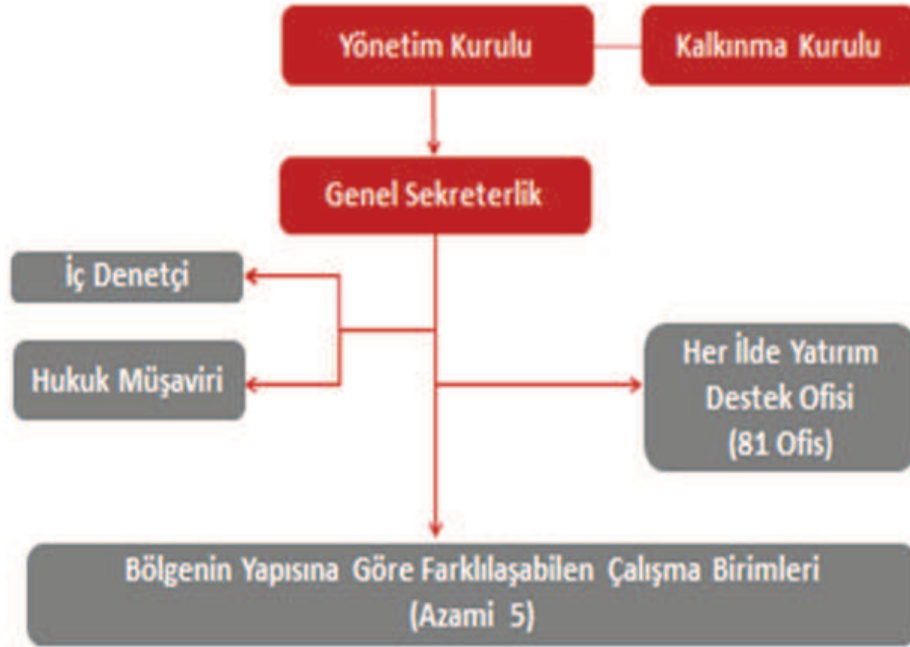 Yönetim Kurulu
Kalkınma Kurulu
Genel Sekreterlik
İç Denetçi
Hukuk Müşaviri
Her İlde Yatırım
Destek Ofisi
(81 Ofis)
Bölgenin Yapısına Göre Farklılaşabilen Çalışma Birimleri
(Azami 5)